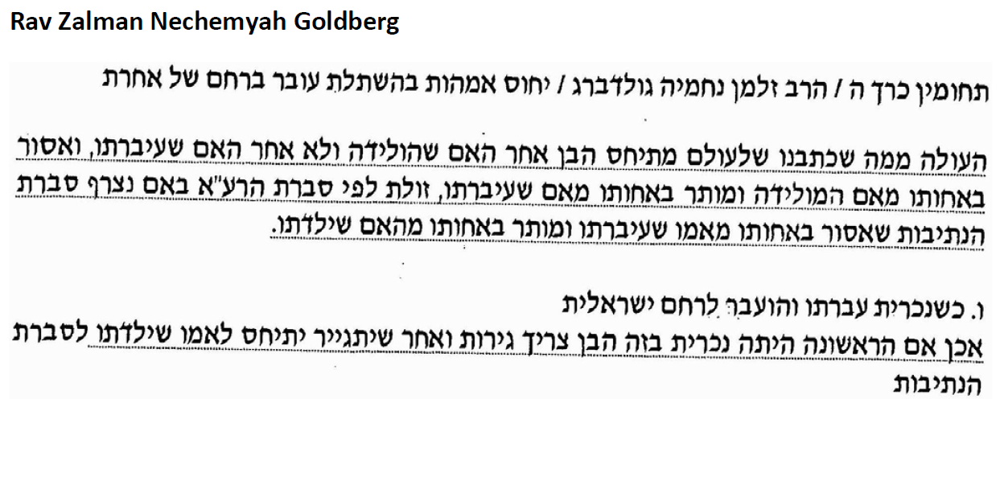 Rav Zalman Nechemyah Goldberg
תחומין כרך ה / הרב זלמן נחמיה גולדברג / יחוס אמהות בהשתלת עובר ברחם של אחרת
העולה ממה שכתבנו שלעולם מתיחס הבן אחר האם שהולידה ולא אחר האם שעיברתו, ואסור
באחותו מאם המולידה ומותר באחותו מאם שעיברתו, זולת לפי סברת הרע"א באם נצרף סברת
הנתיבות שאסור באחותו מאמו שעיברתו ומותר באחותו מהאם שילדתו.
ו. כשנכרית עברתו והועבר לרחם ישראלית
אכן אם הראשונה היתה נכרית בזה הבן צריך גירות ואחר שיתגייר יתיחס לאמו שילדתו לסברת
הנתיבות